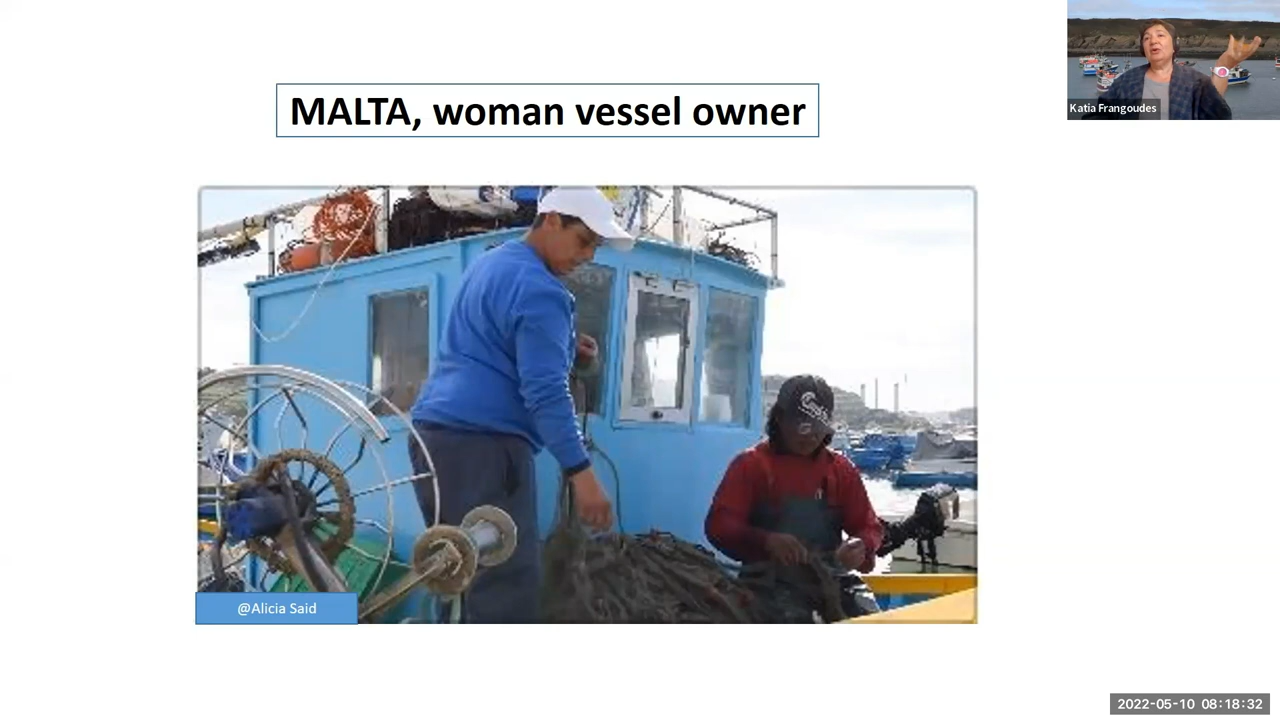 Katia Frangoudes
MALTA, woman vessel owner
@Alicia Said
2022-05-10 08:18:32